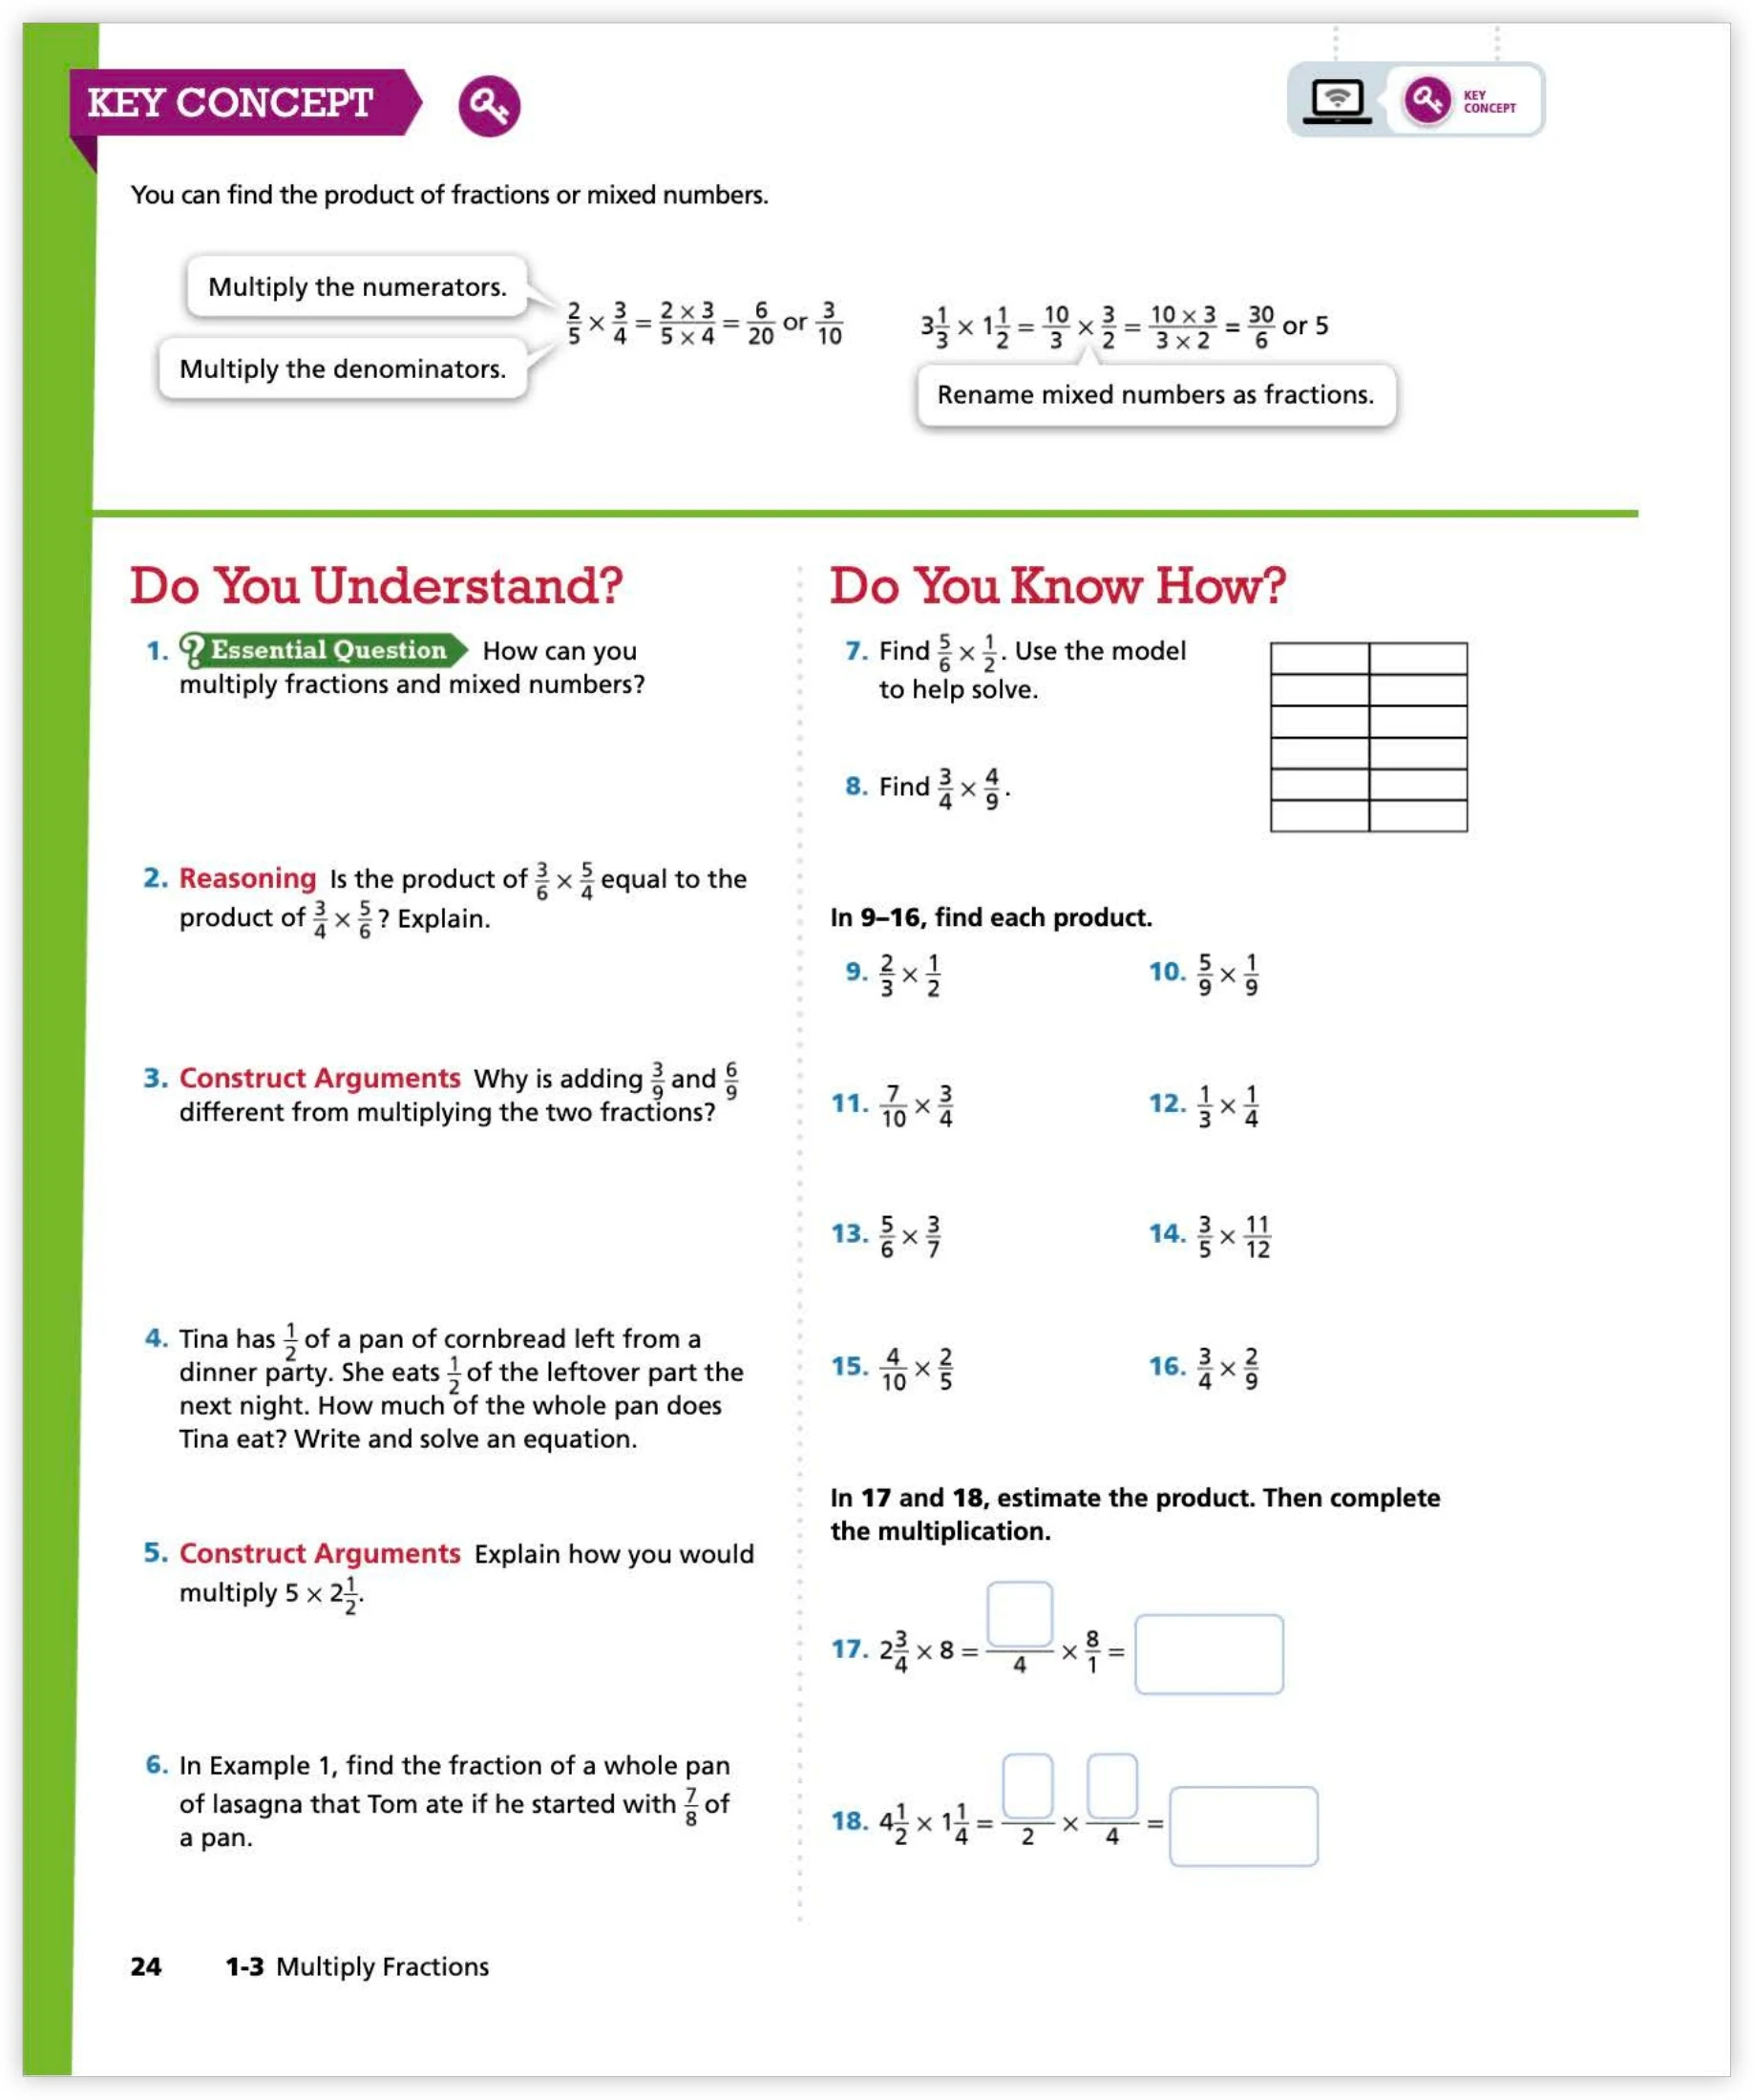 KEY CONCEPT
KEY
CONCEPT
You can find the product of fractions or mixed numbers.
Multiply the numerators.
Multiply the denominators.
2/5 × 3/4 = 2 × 3/5 × 4 = 6/20 or 3/10
3 1/3 × 1 1/2 = 10/3 × 3/2 = 10 × 3/3 × 2 = 30/6 or 5
Rename mixed numbers as fractions.
Do You Understand?
1. ? Essential Question How can you
multiply fractions and mixed numbers?
2. Reasoning Is the product of 3/6 × 5/4 equal to the
product of 3/4 × 5/6? Explain.
3. Construct Arguments Why is adding 3/9 and 6/9
different from multiplying the two fractions?
4. Tina has 1/2 of a pan of cornbread left from a
dinner party. She eats 1/2 of the leftover part the
next night. How much of the whole pan does
Tina eat? Write and solve an equation.
5. Construct Arguments Explain how you would
multiply 5 × 2 1/2.
6. In Example 1, find the fraction of a whole pan
of lasagna that Tom ate if he started with 7/8 of
a pan.
Do You Know How?
7. Find 5/6 × 1/2. Use the model
to help solve.
8. Find 3/4 × 4/9.
In 9–16, find each product.
9. 2/3 × 1/2
10. 5/9 × 1/9
11. 7/10 × 3/4
12. 1/3 × 1/4
13. 5/6 × 3/7
14. 3/5 × 11/12
15. 4/10 × 2/5
16. 3/4 × 2/9
In 17 and 18, estimate the product. Then complete
the multiplication.
17. 2 3/4 × 8 = /4 × 8/1 =
18. 4 1/2 × 1 1/4 = /2 × /4 =
24 1-3 Multiply Fractions